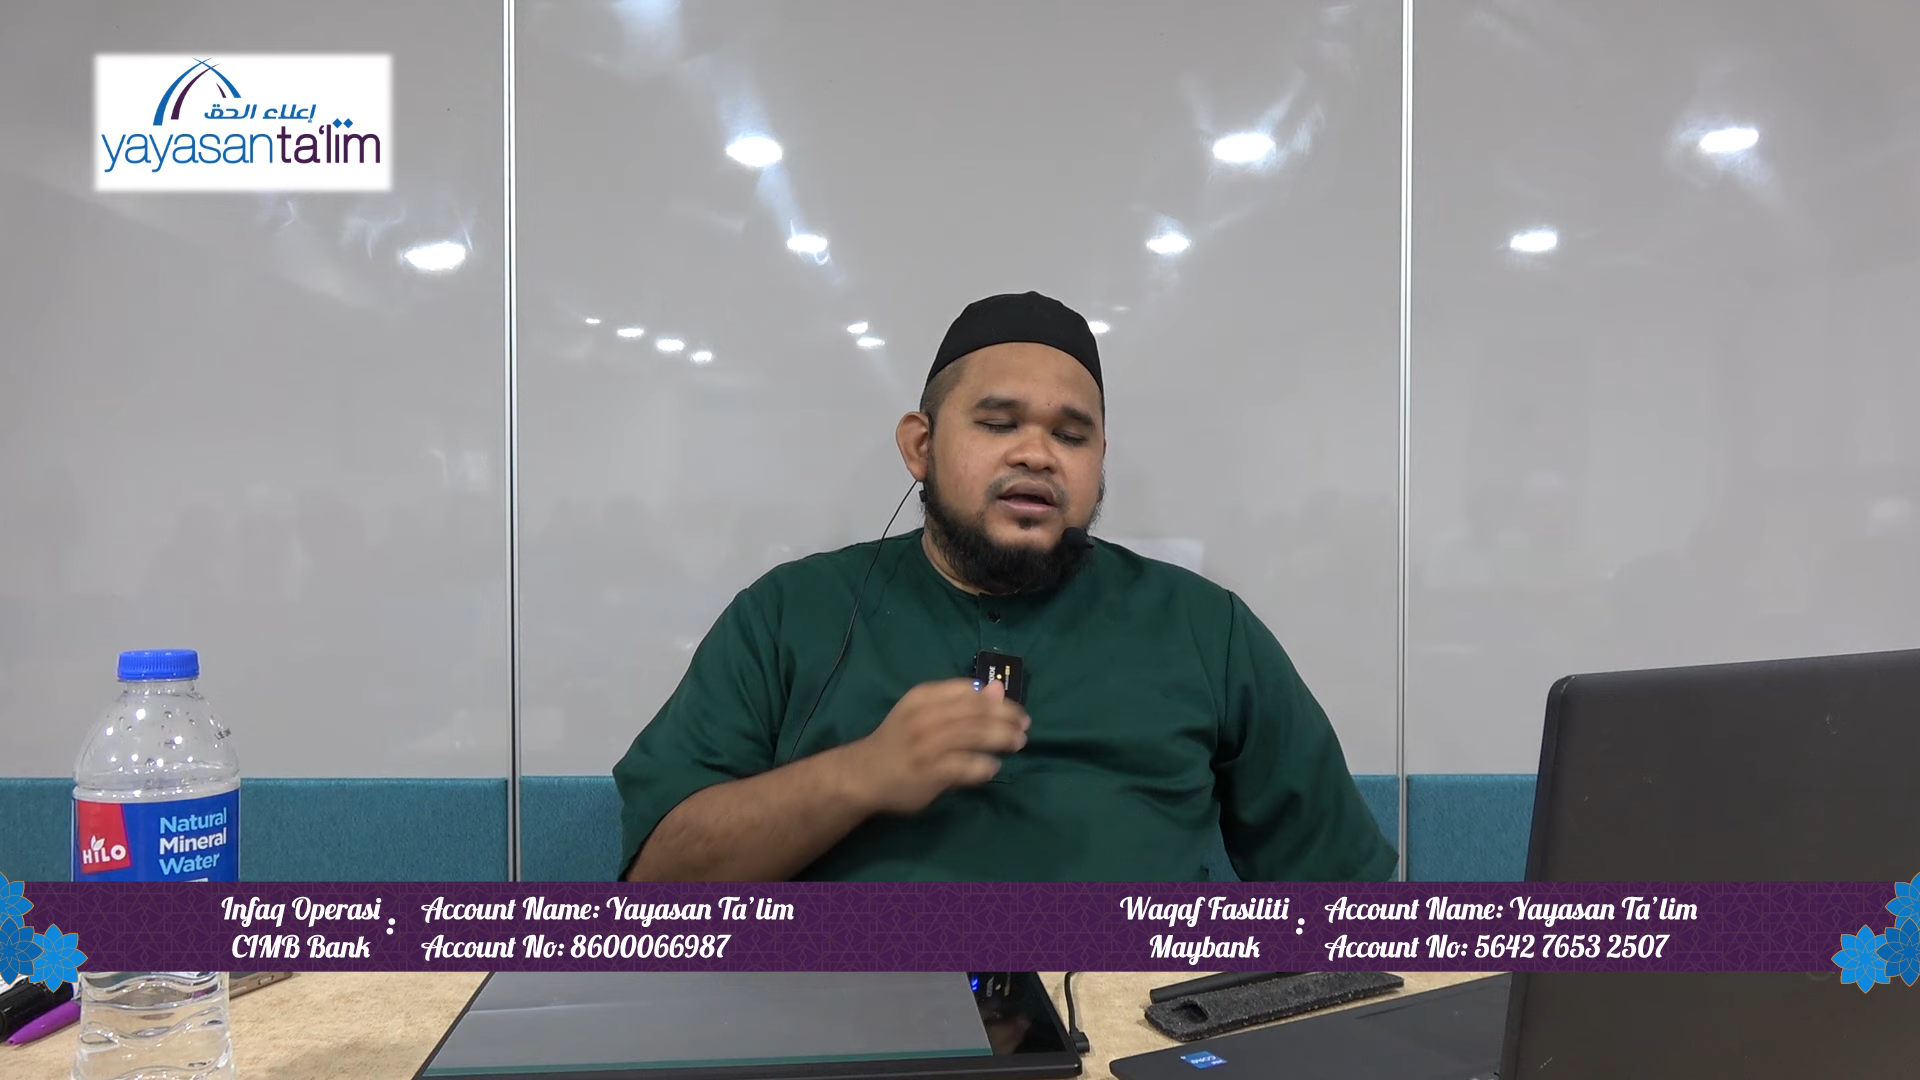 إعلاء الحق
yayasanta'lim
HiLO
Natural
Mineral
Water
Infaq Operasi
CIMB Bank
:
Account Name: Yayasan Ta'lim
Account No: 8600066987
Waqaf Fasiliti
Maybank
:
Account Name: Yayasan Ta'lim
Account No: 5642 7653 2507
CORE